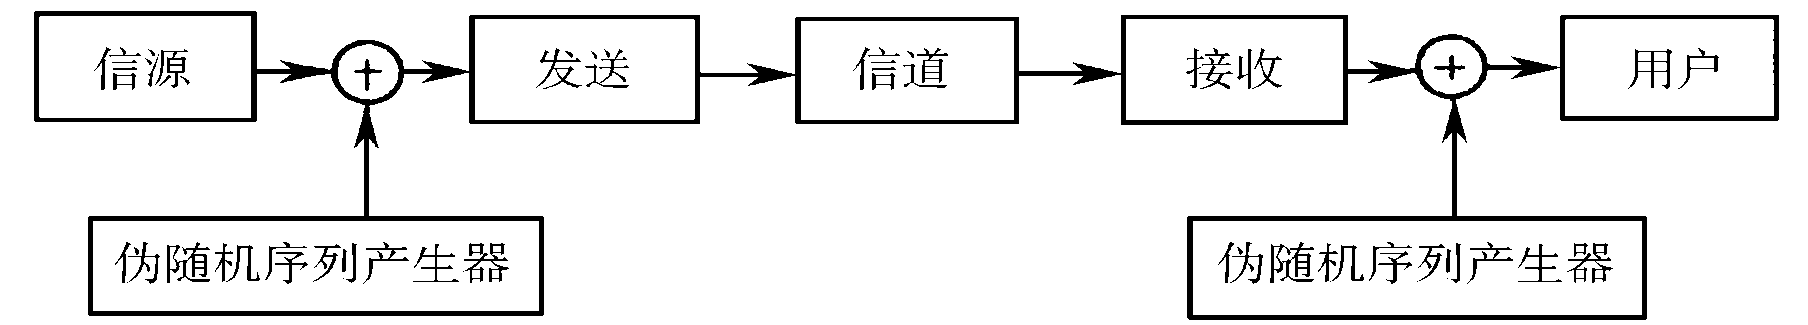 信源
发送
信道
接收
用户
伪随机序列产生器
伪随机序列产生器